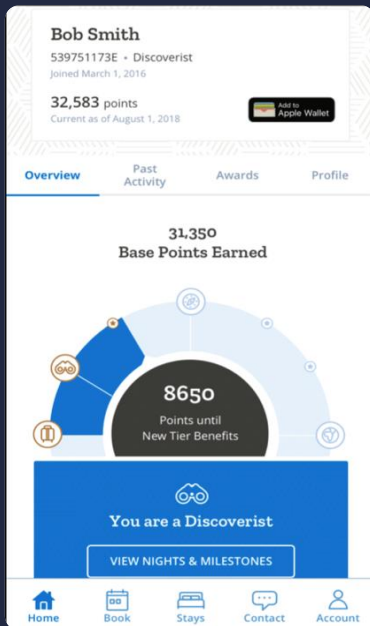 Bob Smith
539751173E • Discoverist
Joined March 1, 2016
32,583 points
Current as of August 1, 2018
Add to
Apple Wallet
Overview
Past
Activity
Awards
Profile
31,350
Base Points Earned
8650
Points until
New Tier Benefits
You are a Discoverist
VIEW NIGHTS & MILESTONES
Home
Book
Stays
Contact
Account